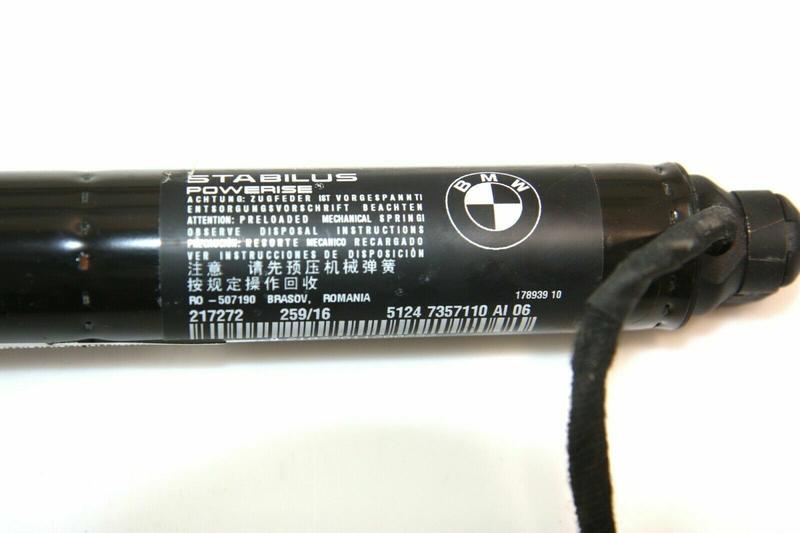 STABILUS
POWERISE®
ACHTUNG: ZUGFEDER IST VORGESPANNT!
ENTSORGUNGSVORSCHRIFT BEACHTEN
ATTENTION: PRELOADED MECHANICAL SPRING!
OBSERVE DISPOSAL INSTRUCTIONS
PRECAUCIÓN: RESORTE MECANICO RECARGADO
VER INSTRUCCIONES DE DISPOSICIÓN
注意 请先预压机械弹簧
按规定操作回收
RO -507190 BRASOV, ROMANIA
178939 10
217272 259/16 5124 7357110 AI 06
BMW